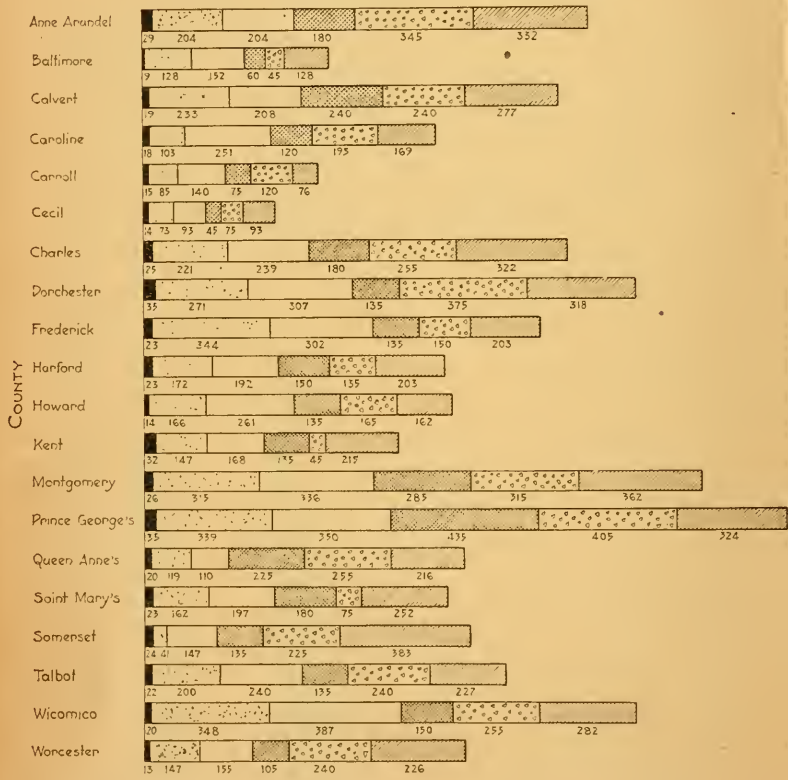 Anne Arundel
29 204 204 180 345 332
Baltimore
9 128 152 60 45 128
Calvert
19 233 208 240 240 277
Caroline
18 103 251 120 195 169
Carroll
15 85 140 75 120 76
Cecil
14 73 93 45 75 93
Charles
25 221 239 180 255 322
Dorchester
35 271 307 135 375 318
Frederick
23 344 302 135 150 203
COUNTY
Harford
23 172 192 150 135 203
Howard
14 166 261 135 165 162
Kent
32 147 168 135 45 215
Montgomery
26 315 336 285 315 362
Prince George's
35 339 350 435 405 324
Queen Anne's
20 119 110 225 255 216
Saint Mary's
23 162 197 180 75 252
Somerset
24 41 147 135 225 383
Talbot
22 200 240 135 240 227
Wicomico
20 348 387 150 255 282
Worcester
13 147 155 105 240 226